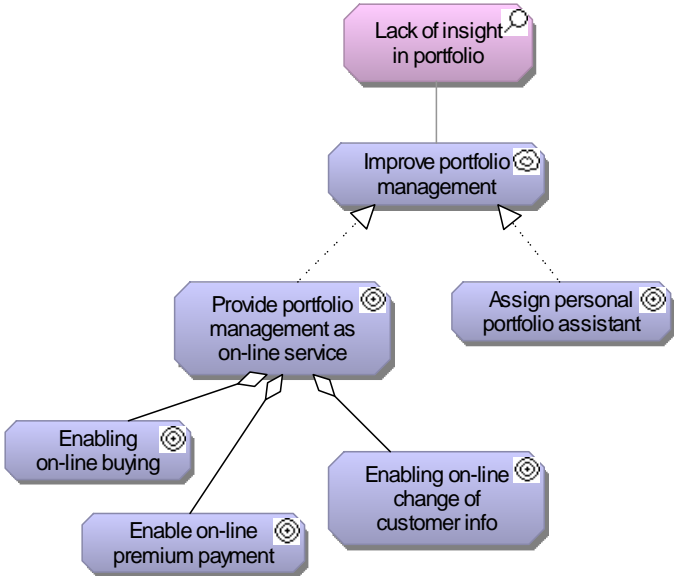 Lack of insight
in portfolio
Improve portfolio
management
Provide portfolio
management as
on-line service
Assign personal
portfolio assistant
Enabling
on-line buying
Enabling on-line
change of
customer info
Enable on-line
premium payment